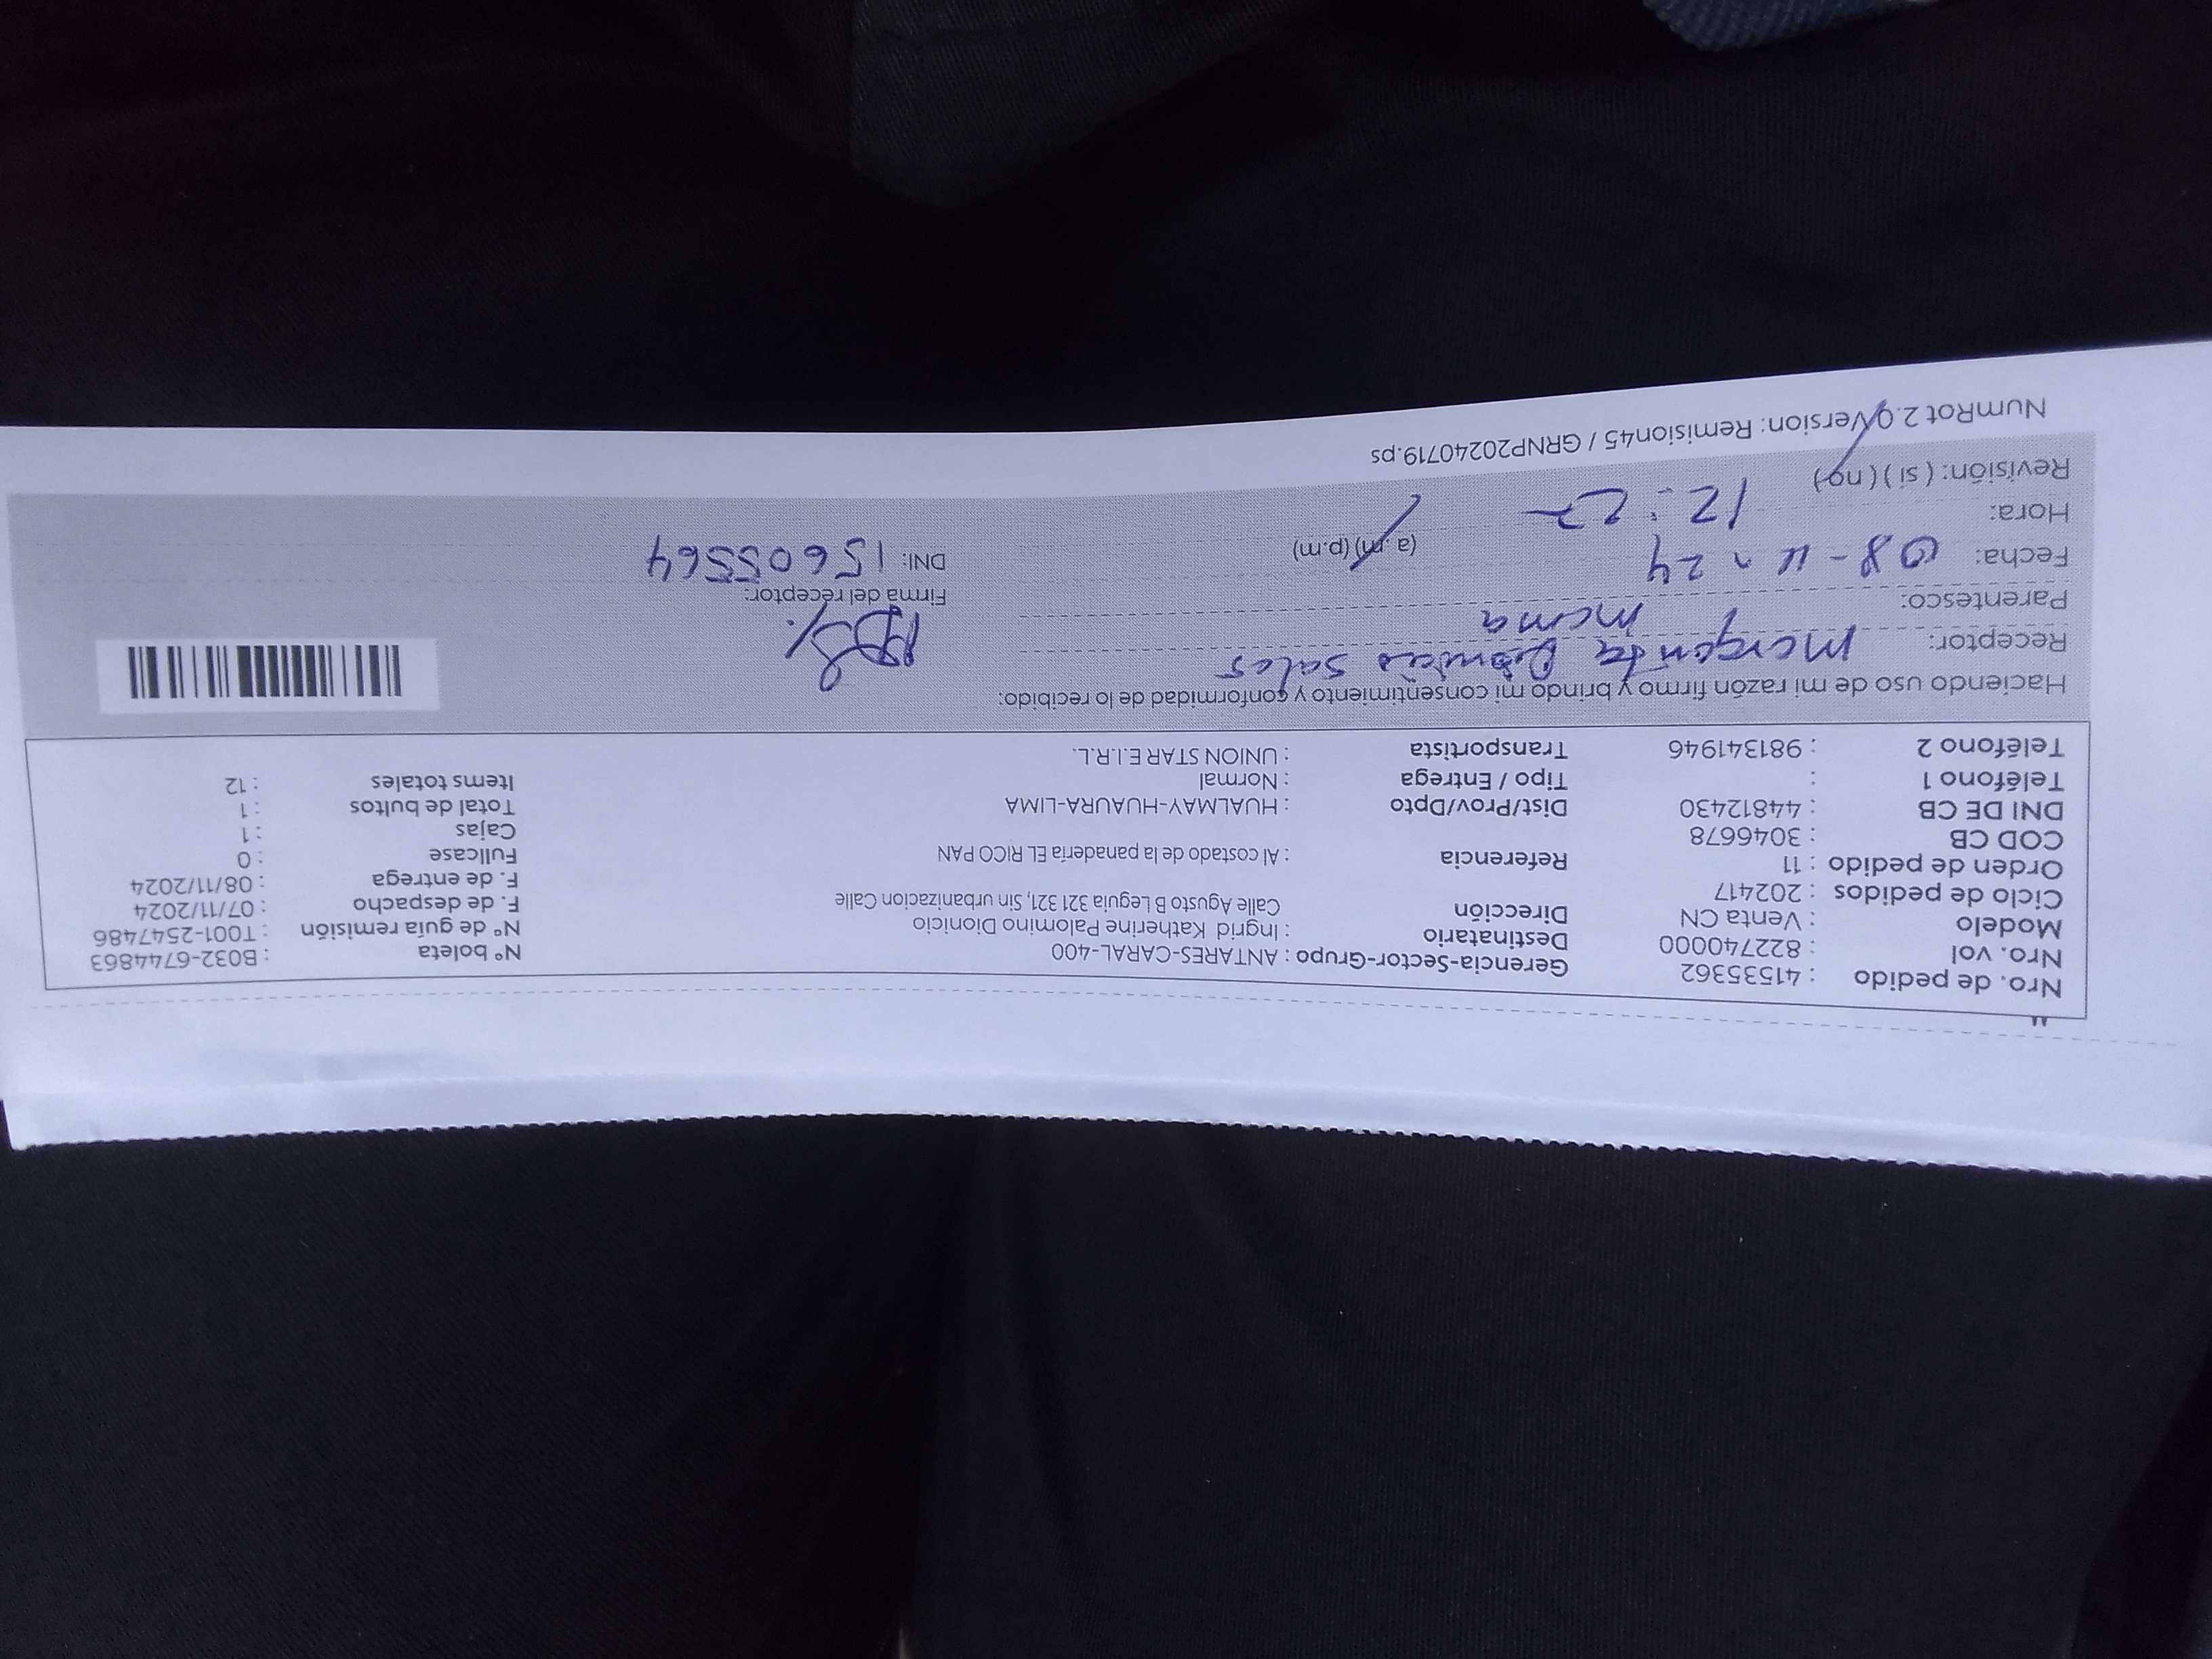 Nro. de pedido : 41535362 Gerencia-Sector-Grupo : ANTARES-CARAL-400 N° boleta : B032-6744863
Nro. vol : 822740000 Destinatario : Ingrid Katherine Palomino Dionicio N° de guía remisión : T001-2547486
Modelo : Venta CN Dirección Calle Agusto B Leguia 321 321, Sin urbanizacion Calle F. de despacho : 07/11/2024
Ciclo de pedidos : 202417 F. de entrega : 08/11/2024
Orden de pedido : 11 Referencia : Al costado de la panadería EL RICO PAN Fullcase : 0
COD CB : 3046678 Cajas : 1
DNI DE CB : 44812430 Dist/Prov/Dpto : HUALMAY-HUAURA-LIMA Total de bultos : 1
Teléfono 1 : Tipo / Entrega : Normal Items totales : 12
Teléfono 2 : 981341946 Transportista : UNION STAR E.I.R.L.
Haciendo uso de mi razón firmo y brindo mi consentimiento y conformidad de lo recibido:
Receptor: Margarita Dionicio Salas
Parentesco: mama Firma del receptor:
Fecha: 08-11-24 (a.m) (p.m) DNI: 15605564
Hora: 12:
Revisión: ( si ) ( no )
NumRot 2.0 Version: Remision45 / GRNP20240719.ps